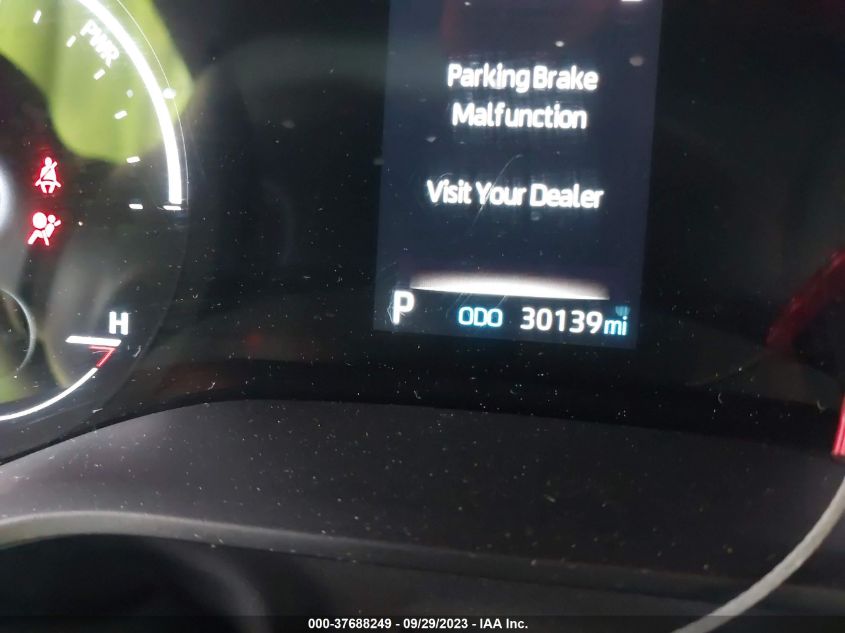 PWR
Parking Brake
Malfunction
Visit Your Dealer
H
P ODO 30139mi
000-37688249 - 09/29/2023 - IAA Inc.